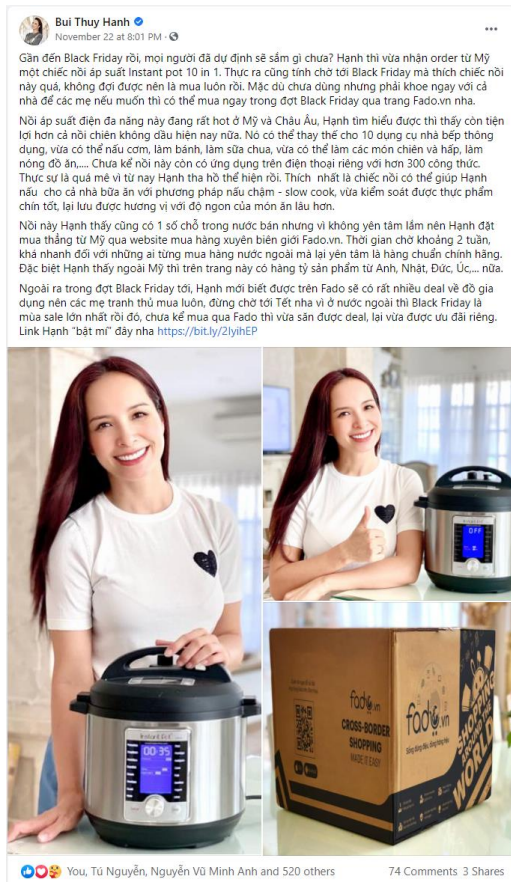 Bui Thuy Hanh
November 22 at 8:01 PM ·
Gần đến Black Friday rồi, mọi người đã dự định sẽ sắm gì chưa? Hạnh thì vừa nhận order từ Mỹ
một chiếc nồi áp suất Instant pot 10 in 1. Thực ra cũng tính chờ tới Black Friday mà thích chiếc nồi
này quá, không đợi được nên là mua luôn rồi. Mặc dù chưa dùng nhưng phải khoe ngay với cả
nhà để các mẹ nếu muốn thì có thể mua ngay trong đợt Black Friday qua trang Fado.vn nha.
Nồi áp suất điện đa năng này đang rất hot ở Mỹ và Châu Âu, Hạnh tìm hiểu được thì thấy còn tiện
lợi hơn cả nồi chiên không dầu hiện nay nữa. Nó có thể thay thế cho 10 dụng cụ nhà bếp thông
dụng, vừa có thể nấu cơm, làm bánh, làm sữa chua, vừa có thể làm các món chiên và hấp, làm
nóng đồ ăn,.... Chưa kể nồi này còn có ứng dụng trên điện thoại riêng với hơn 300 công thức.
Thực sự là quá mê vì từ nay Hạnh tha hồ thể hiện rồi. Thích nhất là chiếc nồi có thể giúp Hạnh
nấu cho cả nhà bữa ăn với phương pháp nấu chậm - slow cook, vừa kiểm soát được thực phẩm
chín tốt, lại lưu được hương vị với độ ngon của món ăn lâu hơn.
Nồi này Hạnh thấy cũng có 1 số chỗ trong nước bán nhưng vì không yên tâm lắm nên Hạnh đặt
mua thẳng từ Mỹ qua website mua hàng xuyên biên giới Fado.vn. Thời gian chờ khoảng 2 tuần,
khá nhanh đối với những ai từng mua hàng nước ngoài mà lại yên tâm là hàng chuẩn chính hãng.
Đặc biệt Hạnh thấy ngoài Mỹ thì trên trang này có hàng tỷ sản phẩm từ Anh, Nhật, Đức, Úc,... nữa.
Ngoài ra trong đợt Black Friday tới, Hạnh mới biết được trên Fado sẽ có rất nhiều deal về đồ gia
dụng nên các mẹ tranh thủ mua luôn, đừng chờ tới Tết nha vì ở nước ngoài thì Black Friday là
mùa sale lớn nhất rồi đó, chưa kể mua qua Fado thì vừa săn được deal, lại vừa được ưu đãi riêng.
Link Hạnh "bật mí" đây nha https://bit.ly/2IyihEP
Instant Pot
00:35
OFF
fado.vn
CROSS-BORDER
SHOPPING
MADE IT EASY
fado.vn
SHOPPING
WORLD
You, Tú Nguyễn, Nguyễn Vũ Minh Anh and 520 others
74 Comments 3 Shares